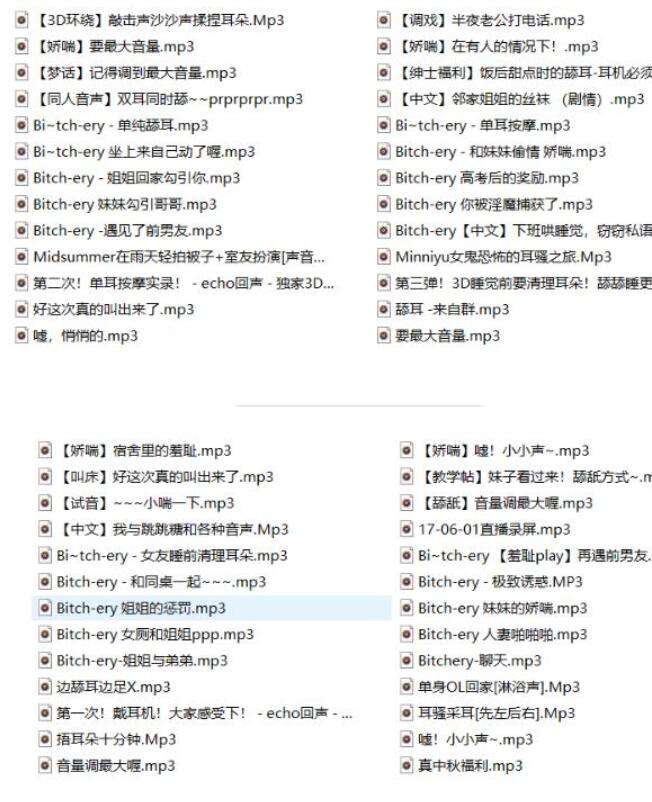 【3D环绕】敲击声沙沙声揉捏耳朵.Mp3
【娇喘】要最大音量.mp3
【梦话】记得调到最大音量.mp3
【同人音声】双耳同时舔~~prprprpr.mp3
Bi~tch-ery - 单纯舔耳.mp3
Bi~tch-ery 坐上来自己动了喔.mp3
Bitch-ery - 姐姐回家勾引你.mp3
Bitch-ery 妹妹勾引哥哥.mp3
Bitch-ery -遇见了前男友.mp3
Midsummer在雨天轻拍被子+室友扮演[声音...
第二次！单耳按摩实录！ - echo回声 - 独家3D...
好这次真的叫出来了.mp3
嘘，悄悄的.mp3
【调戏】半夜老公打电话.mp3
【娇喘】在有人的情况下！.mp3
【绅士福利】饭后甜点时的舔耳-耳机必须
【中文】邻家姐姐的丝袜 （剧情）.mp3
Bi~tch-ery - 单耳按摩.mp3
Bitch-ery - 和妹妹偷情 娇喘.mp3
Bitch-ery 高考后的奖励.mp3
Bitch-ery 你被淫魔捕获了.mp3
Bitch-ery【中文】下班哄睡觉，窃窃私语
Minniyu女鬼恐怖的耳骚之旅.Mp3
第三弹！3D睡觉前要清理耳朵！舔舔睡更
舔耳 -来自群.mp3
要最大音量.mp3
【娇喘】宿舍里的羞耻.mp3
【叫床】好这次真的叫出来了.mp3
【试音】~~~小喘一下.mp3
【中文】我与跳跳糖和各种音声.Mp3
Bi~tch-ery - 女友睡前清理耳朵.mp3
Bitch-ery - 和同桌一起~~~.mp3
Bitch-ery 姐姐的惩罚.mp3
Bitch-ery 女厕和姐姐ppp.mp3
Bitch-ery-姐姐与弟弟.mp3
边舔耳边足X.mp3
第一次！戴耳机！大家感受下！ - echo回声 - ...
捂耳朵十分钟.Mp3
音量调最大喔.mp3
【娇喘】嘘！小小声~.mp3
【教学帖】妹子看过来！舔舐方式~.m
【舔舐】音量调最大喔.mp3
17-06-01直播录屏.mp3
Bi~tch-ery 【羞耻play】再遇前男友.
Bitch-ery - 极致诱惑.MP3
Bitch-ery 妹妹的娇喘.mp3
Bitch-ery 人妻啪啪啪.mp3
Bitchery-聊天.mp3
单身OL回家[淋浴声].Mp3
耳骚采耳[先左后右].Mp3
嘘！小小声~.mp3
真中秋福利.mp3